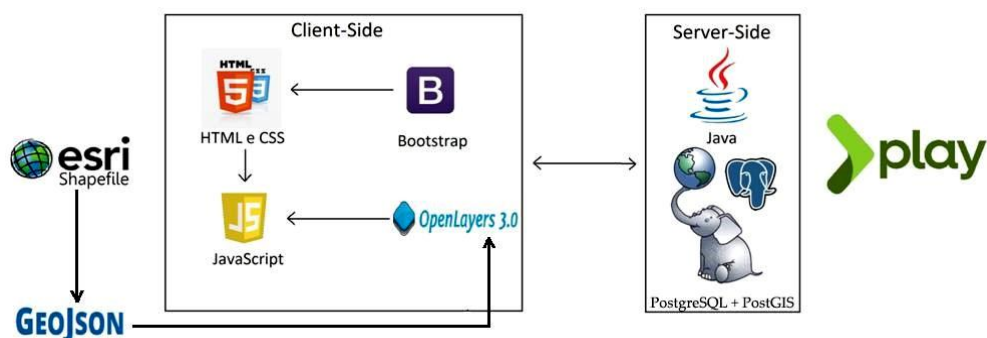 Client-Side
HTML
5
3
CSS
HTML e CSS
B
Bootstrap
JS
JavaScript
OpenLayers 3.0
esri
Shapefile
GEOJSON
Server-Side
Java
PostgreSQL + PostGIS
play